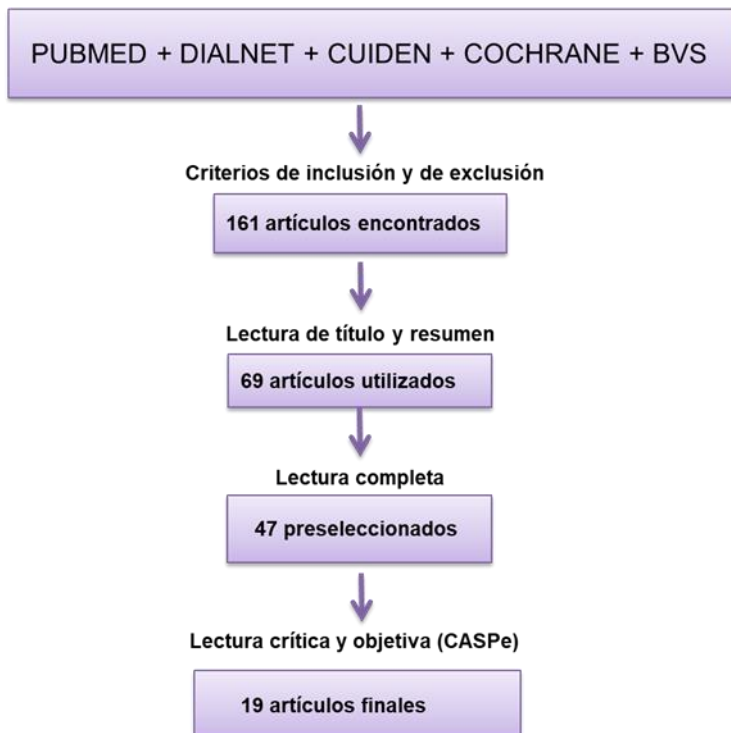 PUBMED + DIALNET + CUIDEN + COCHRANE + BVS
Criterios de inclusión y de exclusión
161 artículos encontrados
Lectura de título y resumen
69 artículos utilizados
Lectura completa
47 preseleccionados
Lectura crítica y objetiva (CASPe)
19 artículos finales